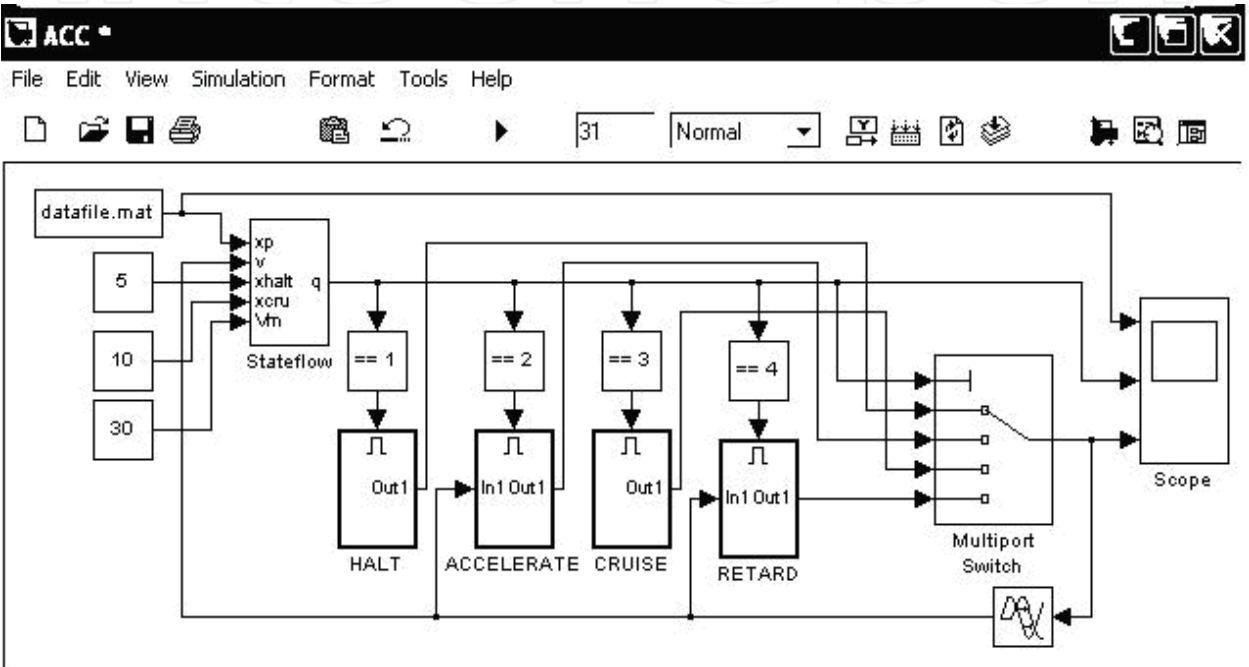 ACC *
File Edit View Simulation Format Tools Help
31 Normal
datafile.mat
xp
v
5
xhalt q
xcru
10
Vm
Stateflow
30
== 1
== 2
== 3
== 4
Out1
In1 Out1
Out1
In1 Out1
HALT
ACCELERATE
CRUISE
RETARD
Multiport
Switch
Scope